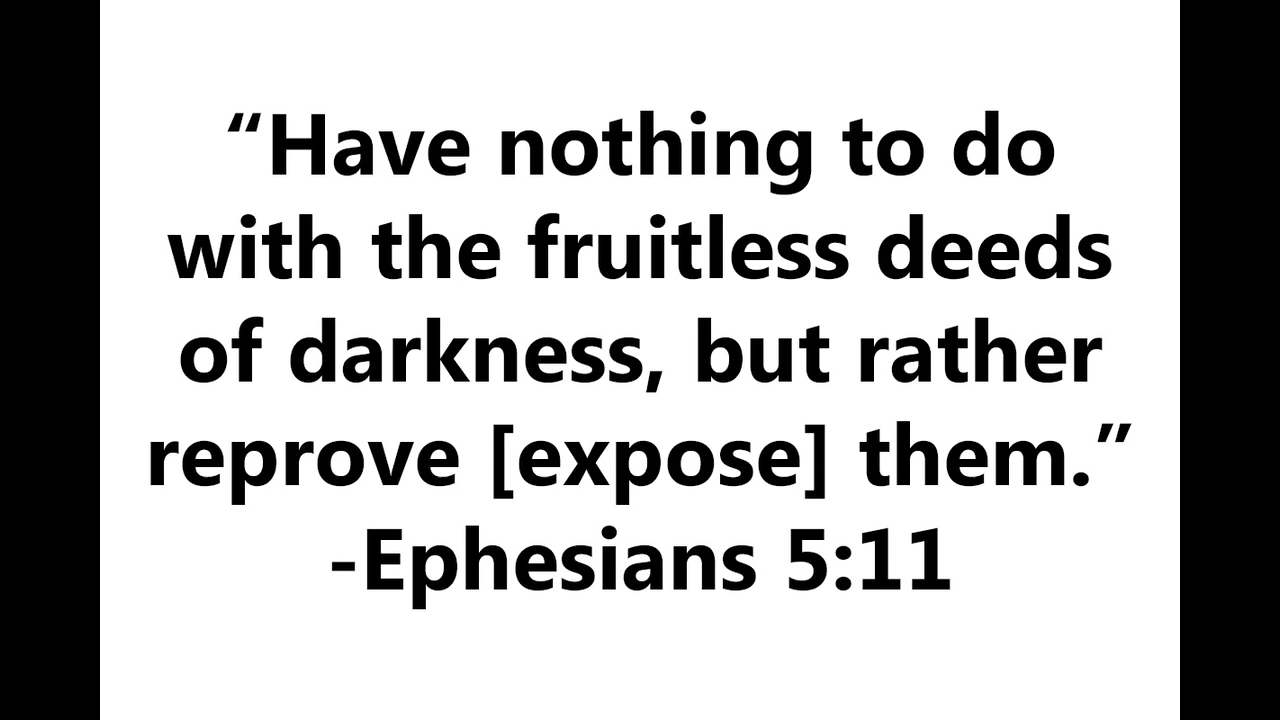 “Have nothing to do
with the fruitless deeds
of darkness, but rather
reprove [expose] them.”
-Ephesians 5:11